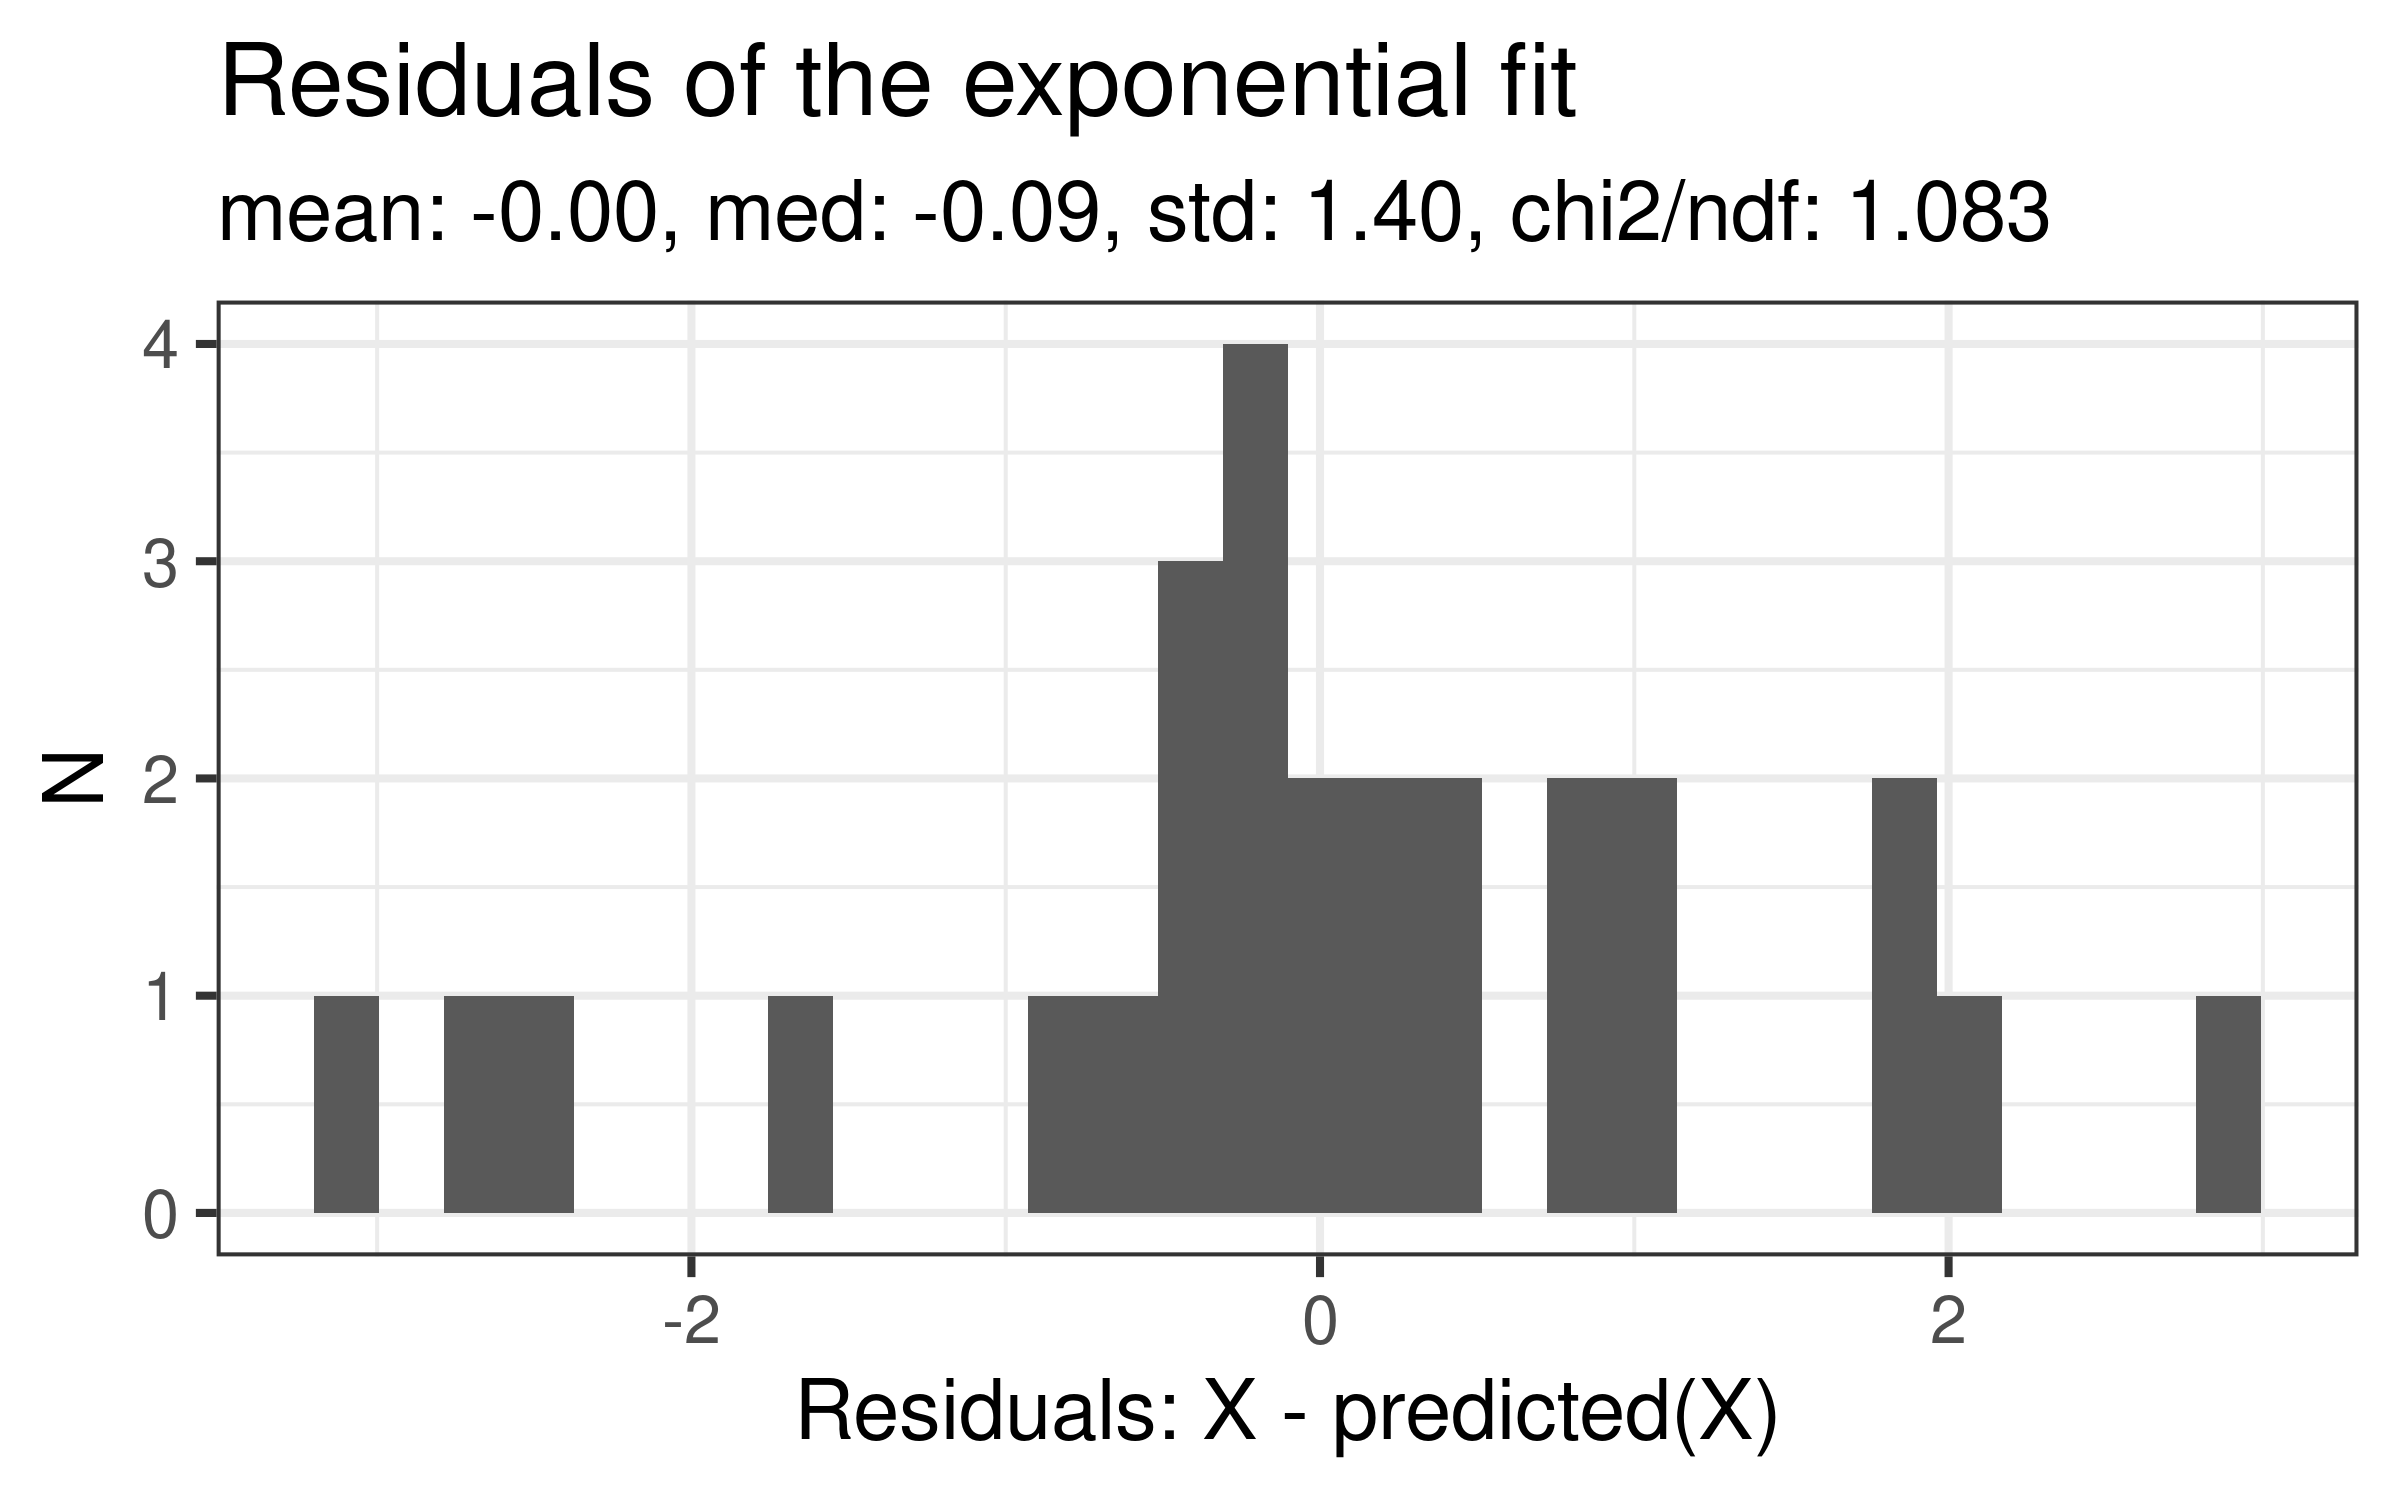 Residuals of the exponential fit
mean: -0.00, med: -0.09, std: 1.40, chi2/ndf: 1.083
4
3
2
1
0
N
-2 0 2
Residuals: X - predicted(X)